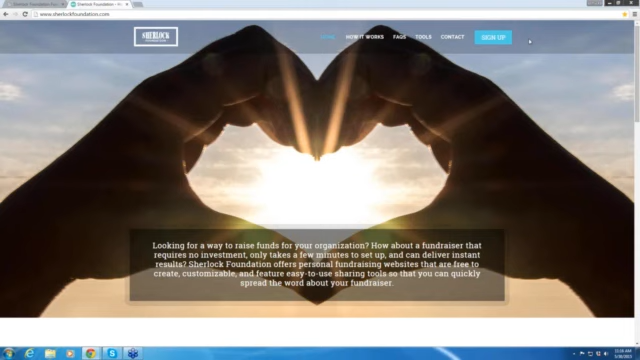 www.sherlockfoundation.com
SHERLOCK
HOME HOW IT WORKS FAQS TOOLS CONTACT SIGN UP
Looking for a way to raise funds for your organization? How about a fundraiser that
requires no investment, only takes a few minutes to set up, and can deliver instant
results? Sherlock Foundation offers personal fundraising websites that are free to
create, customizable, and feature easy-to-use sharing tools so that you can quickly
spread the word about your fundraiser.